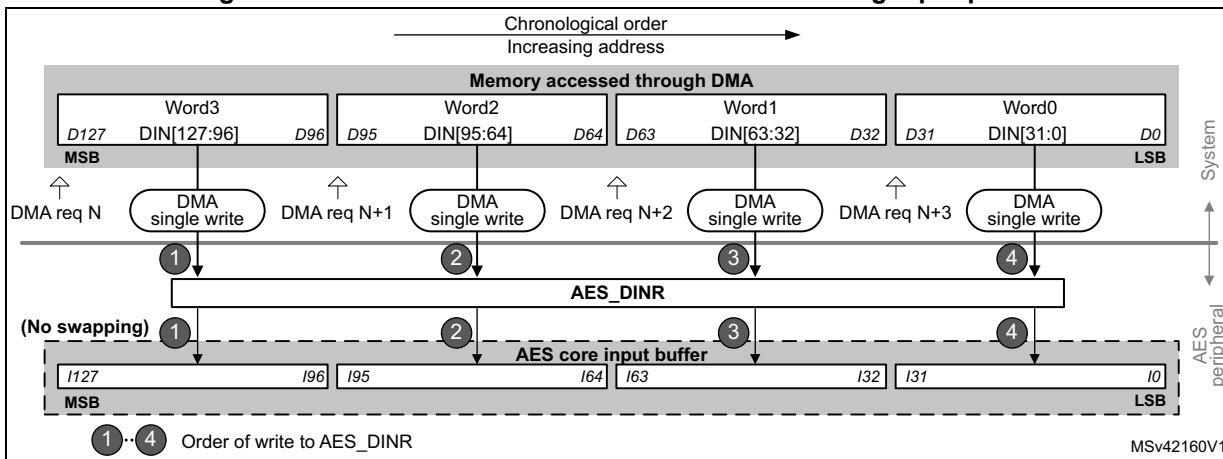 Chronological order
Increasing address
Memory accessed through DMA
Word3 Word2 Word1 Word0
D127 DIN[127:96] D96 D95 DIN[95:64] D64 D63 DIN[63:32] D32 D31 DIN[31:0] D0
MSB LSB
System
DMA req N DMA single write DMA req N+1 DMA single write DMA req N+2 DMA single write DMA req N+3 DMA single write
1 2 3 4
AES_DINR
(No swapping) 1 2 3 4
AES peripheral
AES core input buffer
I127 I96 I95 I64 I63 I32 I31 I0
MSB LSB
1 ·· 4 Order of write to AES_DINR
MSv42160V1